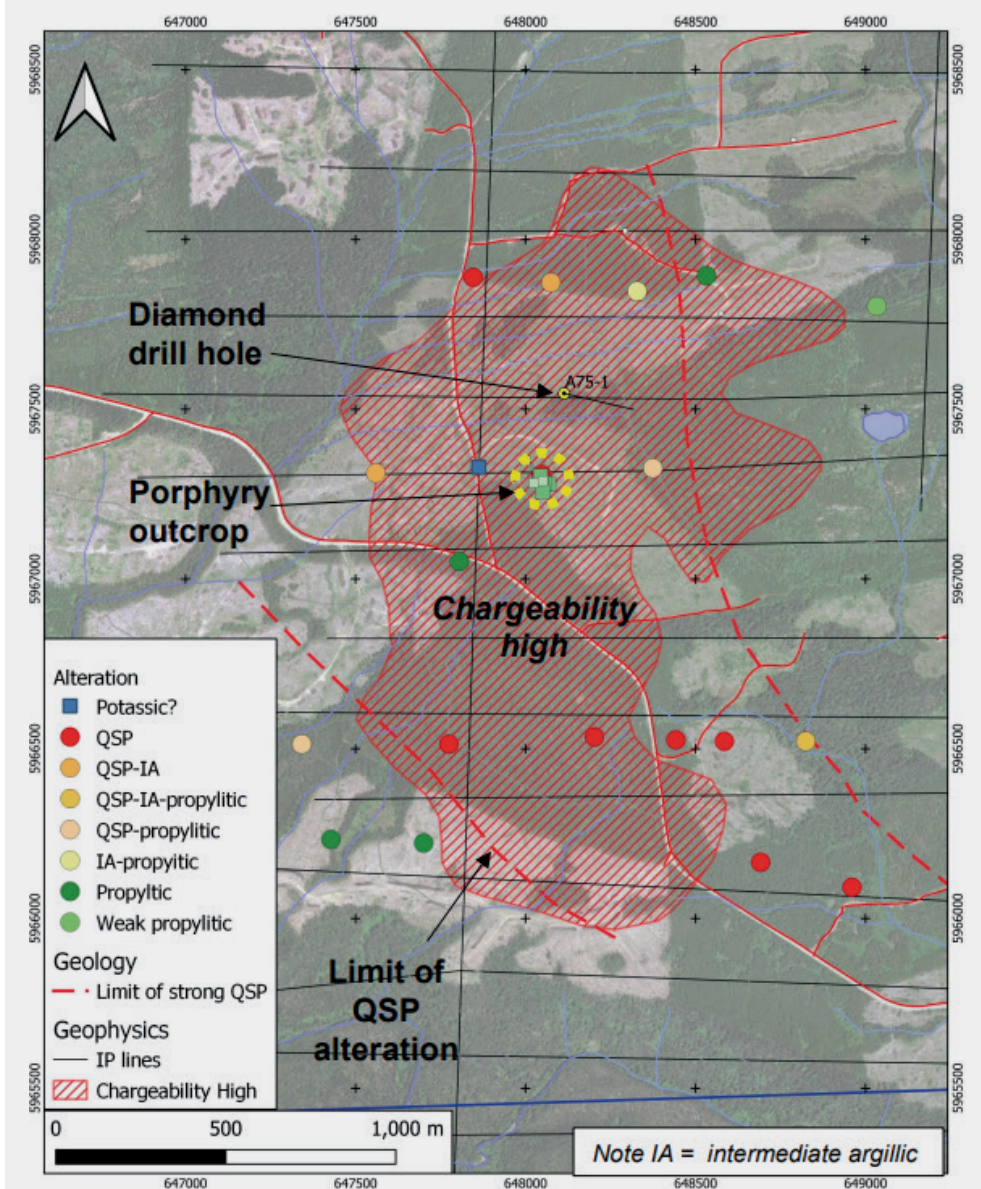 647000 647500 648000 648500 649000
5968500 5968500
5968000 5968000
Diamond
drill hole
A75-1
5967500 5967500
Porphyry
outcrop
5967000 5967000
Chargeability
high
Alteration
Potassic?
QSP
QSP-IA
QSP-IA-propylitic
QSP-propylitic
IA-propyitic
Propyltic
Weak propylitic
5966500 5966500
5966000 5966000
Geology
Limit of strong QSP
Geophysics
IP lines
Chargeability High
Limit of
QSP
alteration
5965500 5965500
0 500 1,000 m
Note IA = intermediate argillic
647000 647500 648000 648500 649000